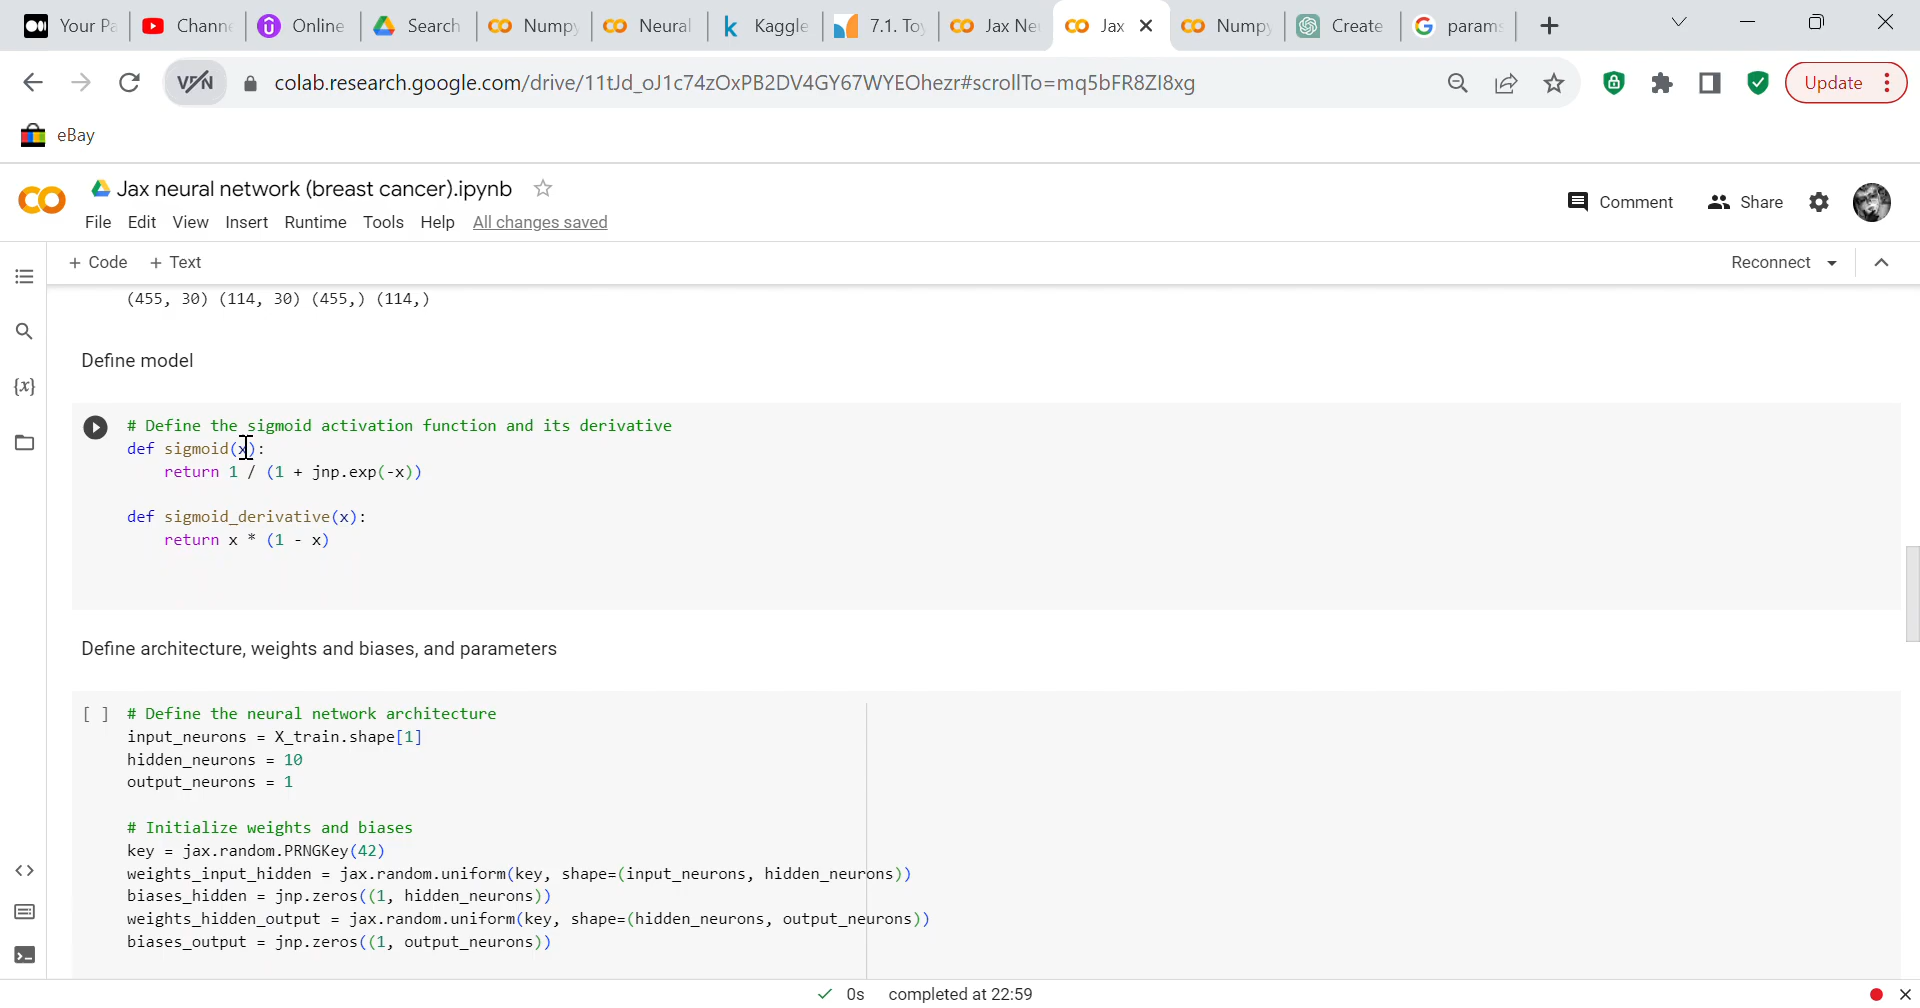 Your Pa
Channe
Online
Search
Numpy
Neural
k Kaggle
7.1. Toy
Jax Neu
Jax
Numpy
Create
params
VPN
colab.research.google.com/drive/11tJd_oJ1c74zOxPB2DV4GY67WYEOhezr#scrollTo=mq5bFR8ZI8xg
Update
eBay
Jax neural network (breast cancer).ipynb
File Edit View Insert Runtime Tools Help All changes saved
Comment Share
+ Code + Text
Reconnect
(455, 30) (114, 30) (455,) (114,)
{x}
Define model
# Define the sigmoid activation function and its derivative
def sigmoid(x):
return 1 / (1 + jnp.exp(-x))
def sigmoid_derivative(x):
return x * (1 - x)
Define architecture, weights and biases, and parameters
[ ] # Define the neural network architecture
input_neurons = X_train.shape[1]
hidden_neurons = 10
output_neurons = 1
# Initialize weights and biases
key = jax.random.PRNGKey(42)
weights_input_hidden = jax.random.uniform(key, shape=(input_neurons, hidden_neurons))
biases_hidden = jnp.zeros((1, hidden_neurons))
weights_hidden_output = jax.random.uniform(key, shape=(hidden_neurons, output_neurons))
biases_output = jnp.zeros((1, output_neurons))
0s completed at 22:59